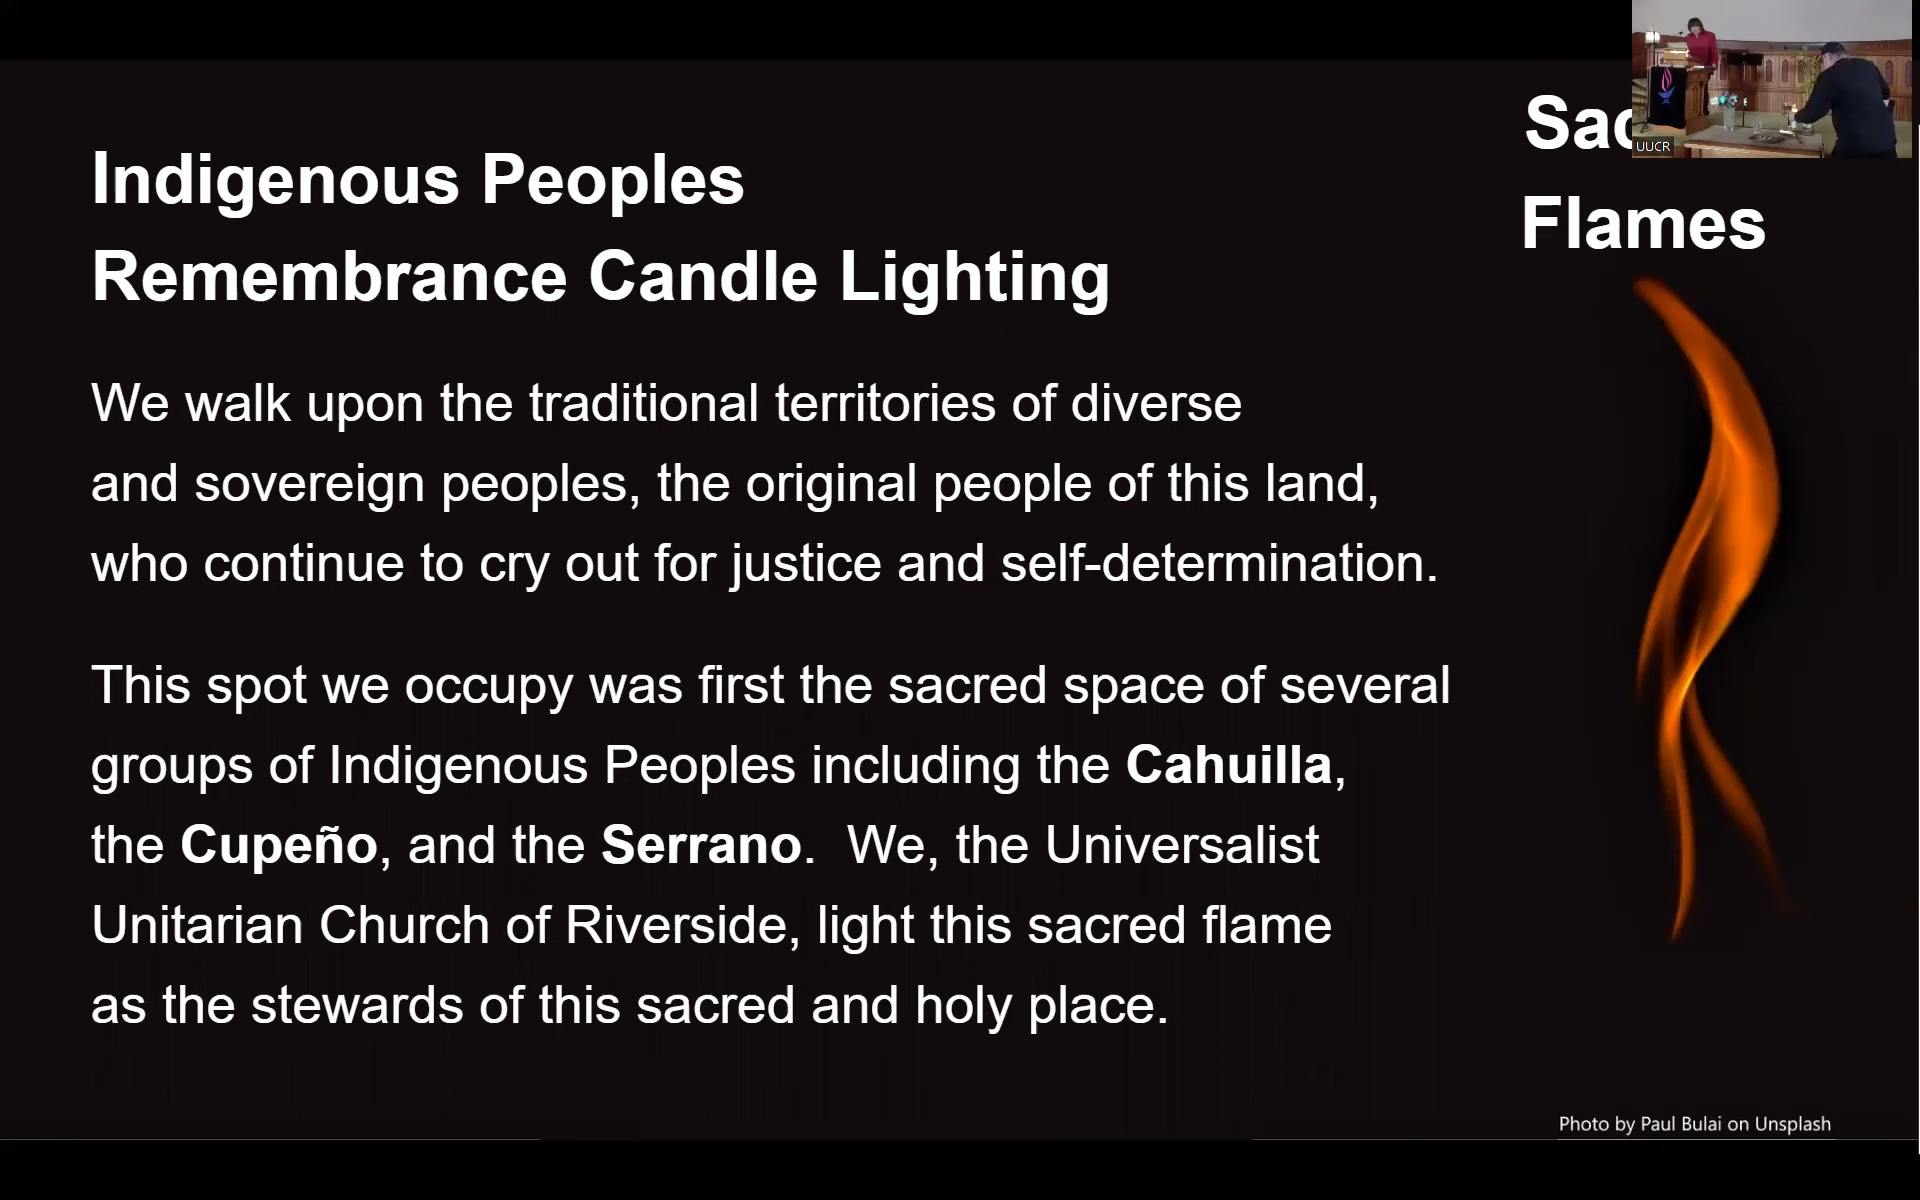 Indigenous Peoples
Remembrance Candle Lighting
We walk upon the traditional territories of diverse
and sovereign peoples, the original people of this land,
who continue to cry out for justice and self-determination.
This spot we occupy was first the sacred space of several
groups of Indigenous Peoples including the Cahuilla,
the Cupeño, and the Serrano.  We, the Universalist
Unitarian Church of Riverside, light this sacred flame
as the stewards of this sacred and holy place.
Flames
UUCR
Photo by Paul Bulai on Unsplash